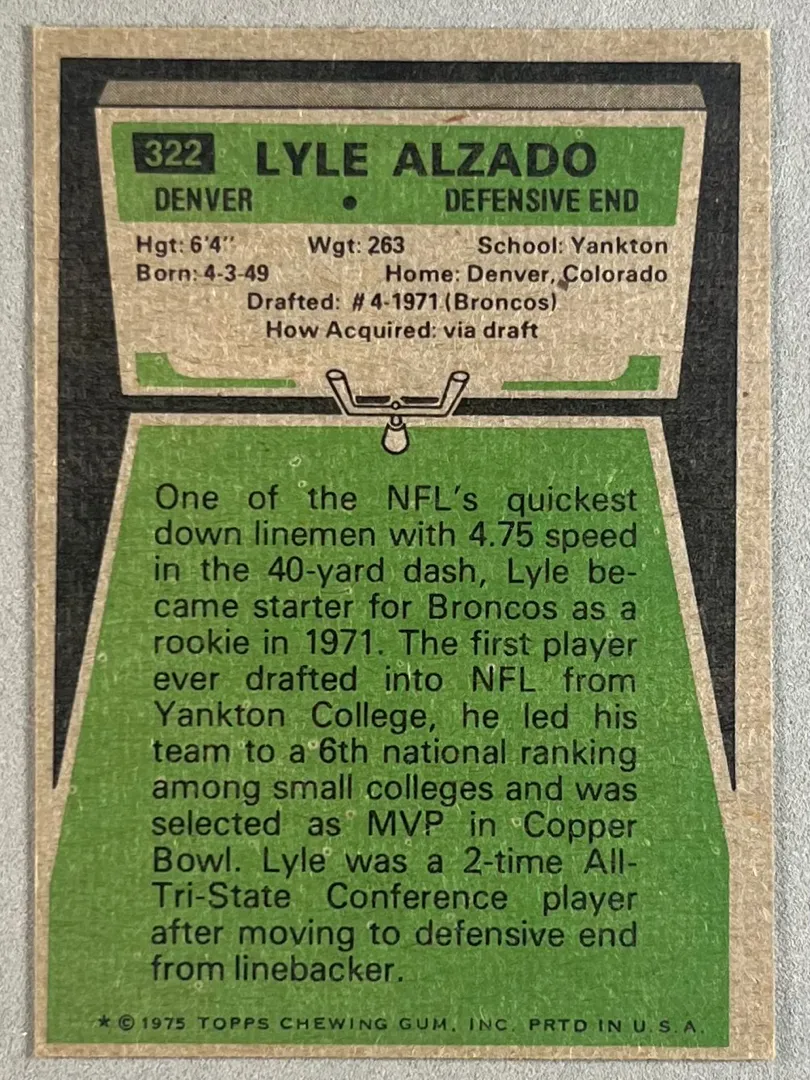 322 LYLE ALZADO
DENVER • DEFENSIVE END
Hgt: 6'4" Wgt: 263 School: Yankton
Born: 4-3-49 Home: Denver, Colorado
Drafted: #4-1971 (Broncos)
How Acquired: via draft
One of the NFL's quickest
down linemen with 4.75 speed
in the 40-yard dash, Lyle be-
came starter for Broncos as a
rookie in 1971. The first player
ever drafted into NFL from
Yankton College, he led his
team to a 6th national ranking
among small colleges and was
selected as MVP in Copper
Bowl. Lyle was a 2-time All-
Tri-State Conference player
after moving to defensive end
from linebacker.
★ © 1975 TOPPS CHEWING GUM, INC. PRTD IN U.S.A.